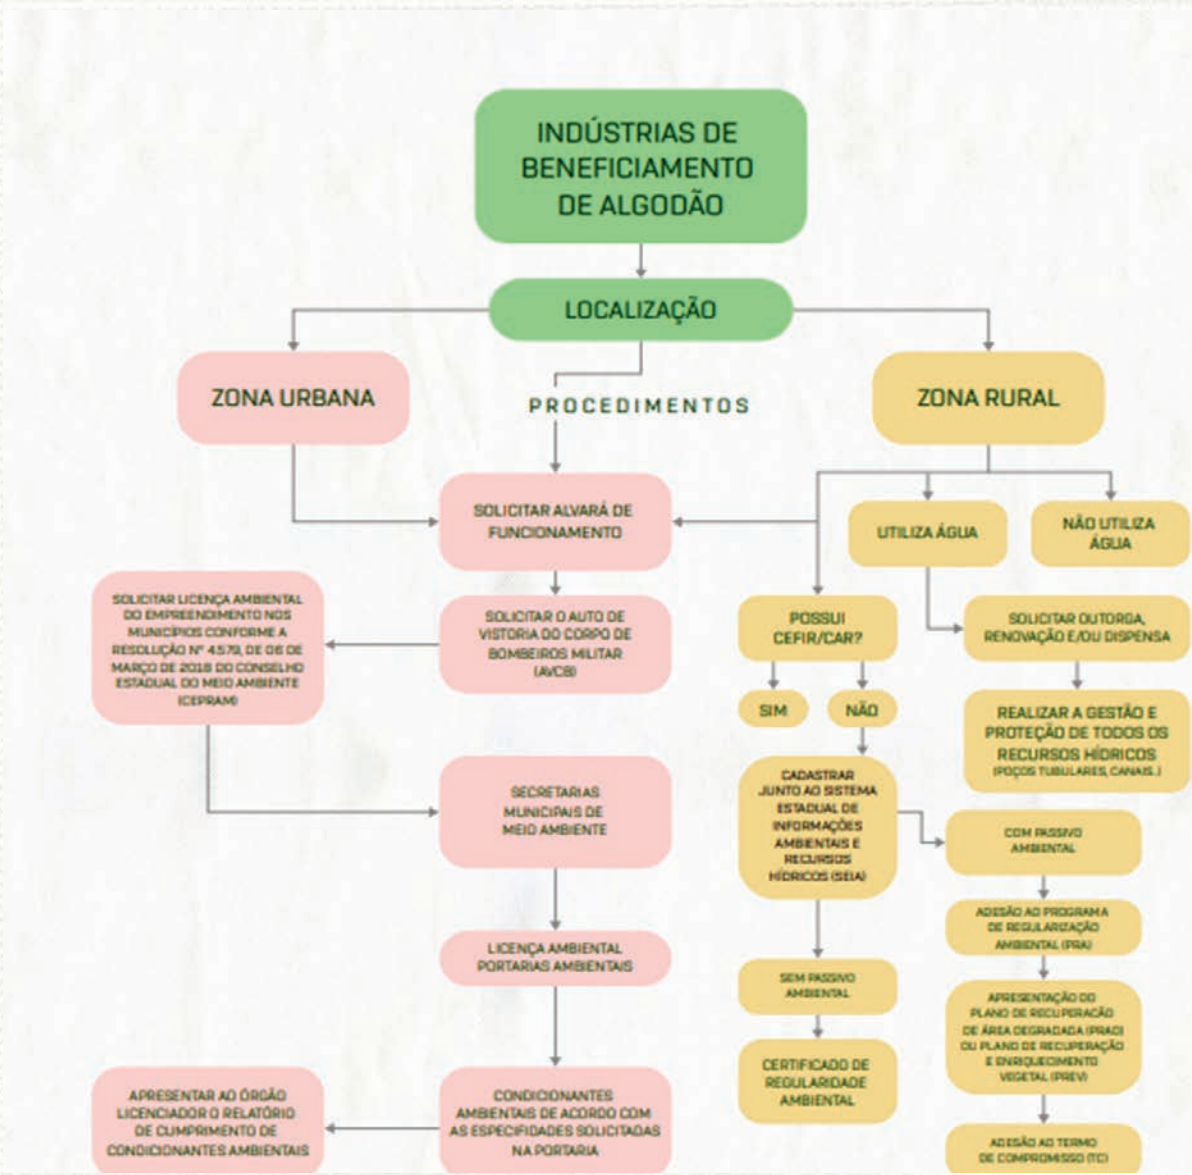 INDÚSTRIAS DE
BENEFICIAMENTO
DE ALGODÃO
LOCALIZAÇÃO
ZONA URBANA
PROCEDIMENTOS
ZONA RURAL
SOLICITAR ALVARÁ DE
FUNCIONAMENTO
UTILIZA ÁGUA
NÃO UTILIZA
ÁGUA
SOLICITAR LICENÇA AMBIENTAL
DO EMPREENDIMENTO NOS
MUNICÍPIOS CONFORME A
RESOLUÇÃO Nº 4.579, DE 06 DE
MARÇO DE 2018 DO CONSELHO
ESTADUAL DO MEIO AMBIENTE
(CEPRAM)
SOLICITAR O AUTO DE
VISTORIA DO CORPO DE
BOMBEIROS MILITAR
(AVCB)
POSSUI
CEFIR/CAR?
SOLICITAR OUTORGA,
RENOVAÇÃO E/OU DISPENSA
SIM
NÃO
REALIZAR A GESTÃO E
PROTEÇÃO DE TODOS OS
RECURSOS HÍDRICOS
(POÇOS TUBULARES, CANAIS..)
SECRETARIAS
MUNICIPAIS DE
MEIO AMBIENTE
CADASTRAR
JUNTO AO SISTEMA
ESTADUAL DE
INFORMAÇÕES
AMBIENTAIS E
RECURSOS
HÍDRICOS (SEIA)
COM PASSIVO
AMBIENTAL
ADESÃO AO PROGRAMA
DE REGULARIZAÇÃO
AMBIENTAL (PRA)
LICENÇA AMBIENTAL
PORTARIAS AMBIENTAIS
SEM PASSIVO
AMBIENTAL
APRESENTAÇÃO DO
PLANO DE RECUPERACÃO
DE ÁREA DEGRADADA (PRAD)
OU PLANO DE RECUPERAÇÃO
E ENRIQUECIMENTO
VEGETAL (PREV)
CERTIFICADO DE
REGULARIDADE
AMBIENTAL
APRESENTAR AO ÓRGÃO
LICENCIADOR O RELATÓRIO
DE CUMPRIMENTO DE
CONDICIONANTES AMBIENTAIS
CONDICIONANTES
AMBIENTAIS DE ACORDO COM
AS ESPECIFIDADES SOLICITADAS
NA PORTARIA
ADESÃO AO TERMO
DE COMPROMISSO (TC)